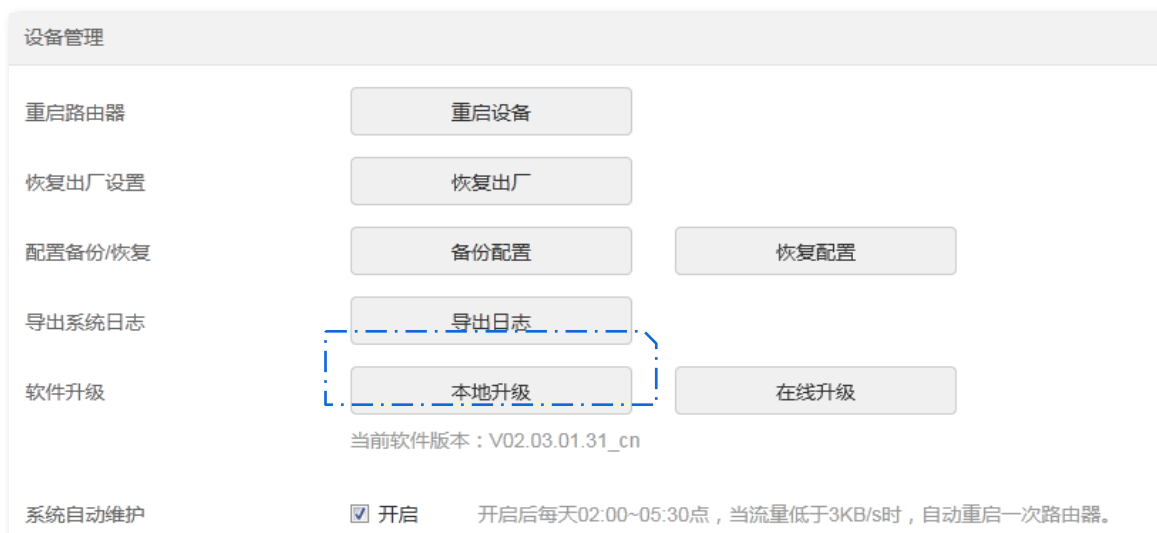 设备管理
重启路由器 重启设备
恢复出厂设置 恢复出厂
配置备份/恢复 备份配置 恢复配置
导出系统日志 导出日志
软件升级 本地升级 在线升级
当前软件版本：V02.03.01.31_cn
系统自动维护 开启 开启后每天02:00~05:30点，当流量低于3KB/s时，自动重启一次路由器。